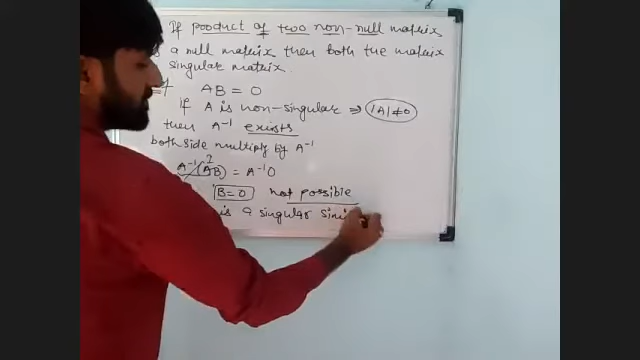 If product of two non-null matrix
s a null matrix then both the matrix
singular matrix.
AB = 0
If A is non-singular ⇒ |A| ≠ 0
then A⁻¹ exists
both side multiply by A⁻¹
A⁻¹(AB) = A⁻¹0
B = 0 not possible
is a singular simi